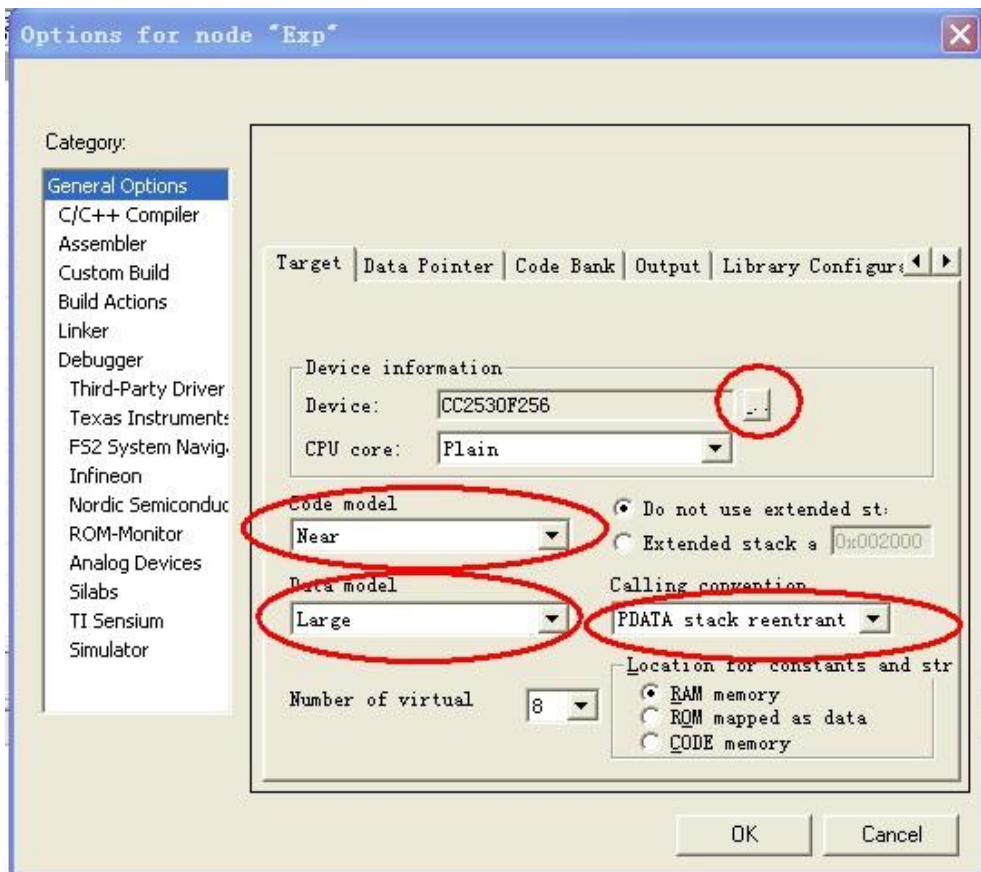 Options for node "Exp"
Category:
General Options
C/C++ Compiler
Assembler
Custom Build
Build Actions
Linker
Debugger
Third-Party Driver
Texas Instruments
FS2 System Navig
Infineon
Nordic Semiconduc
ROM-Monitor
Analog Devices
Silabs
TI Sensium
Simulator
Target
Data Pointer
Code Bank
Output
Library Configura
Device information
Device: CC2530F256 ...
CPU core: Plain
Code model
Near
Do not use extended st
Extended stack a 0x002000
Data model
Large
Calling convention
PDATA stack reentrant
Number of virtual 8
Location for constants and str
RAM memory
ROM mapped as data
CODE memory
OK
Cancel